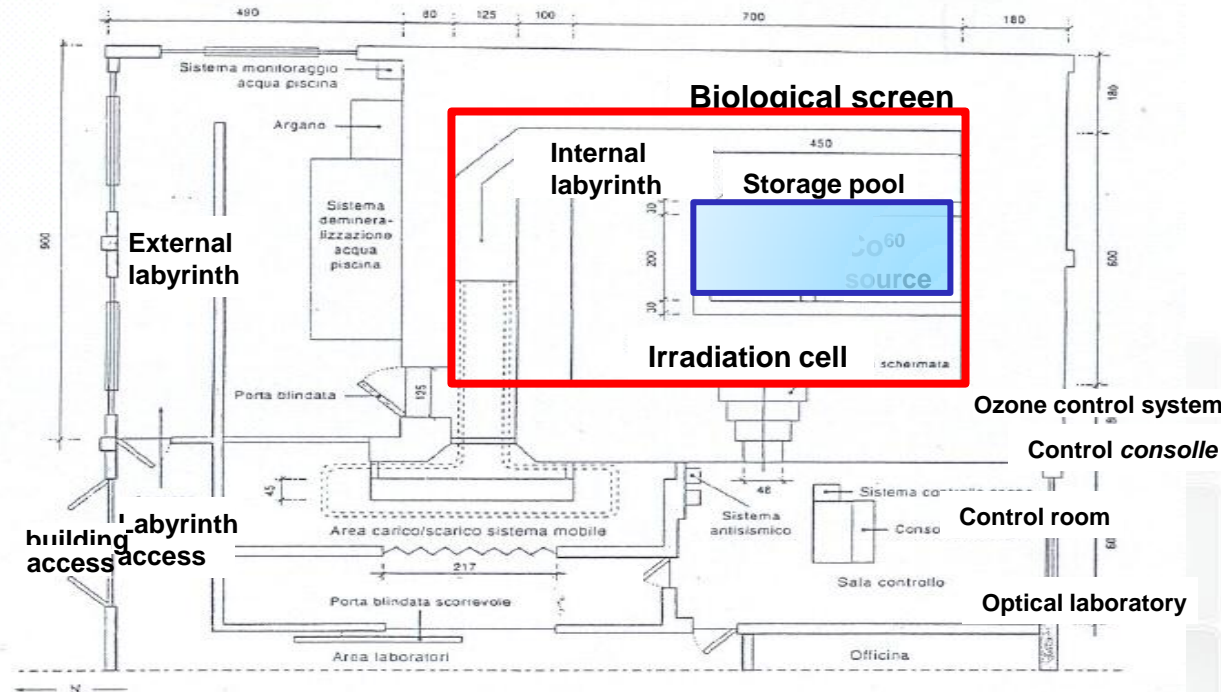 490
80
125
100
700
180
Sistema monitoraggio
acqua piscina
Biological screen
180
Argano
450
Internal
labyrinth
Storage pool
30
Sistema
deminera-
lizzazione
acqua
piscina
External
labyrinth
900
200
Co60
source
600
30
Irradiation cell
schermata
Porta blindata
125
Ozone control system
Control consolle
45
48
Sistema
antisismico
Control room
Labyrinth
access
building
access
Area carico/scarico sistema mobile
217
Sala controllo
Porta blindata scorrevole
Optical laboratory
Area laboratori
Officina
N